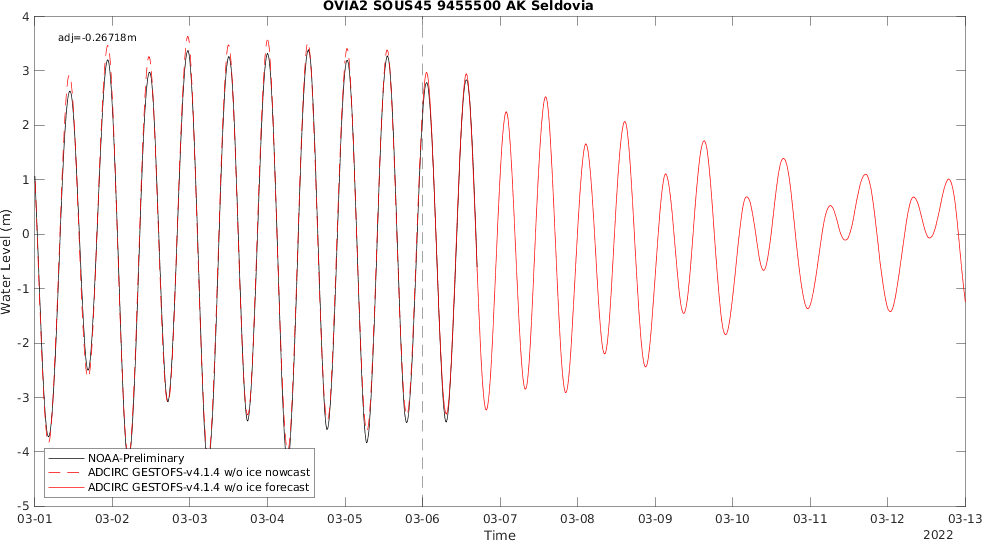 OVIA2 SOUS45 9455500 AK Seldovia
adj=-0.26718m
4
3
2
1
0
-1
-2
-3
-4
-5
Water Level (m)
NOAA-Preliminary
ADCIRC GESTOFS-v4.1.4 w/o ice nowcast
ADCIRC GESTOFS-v4.1.4 w/o ice forecast
03-01 03-02 03-03 03-04 03-05 03-06 03-07 03-08 03-09 03-10 03-11 03-12 03-13
Time
2022